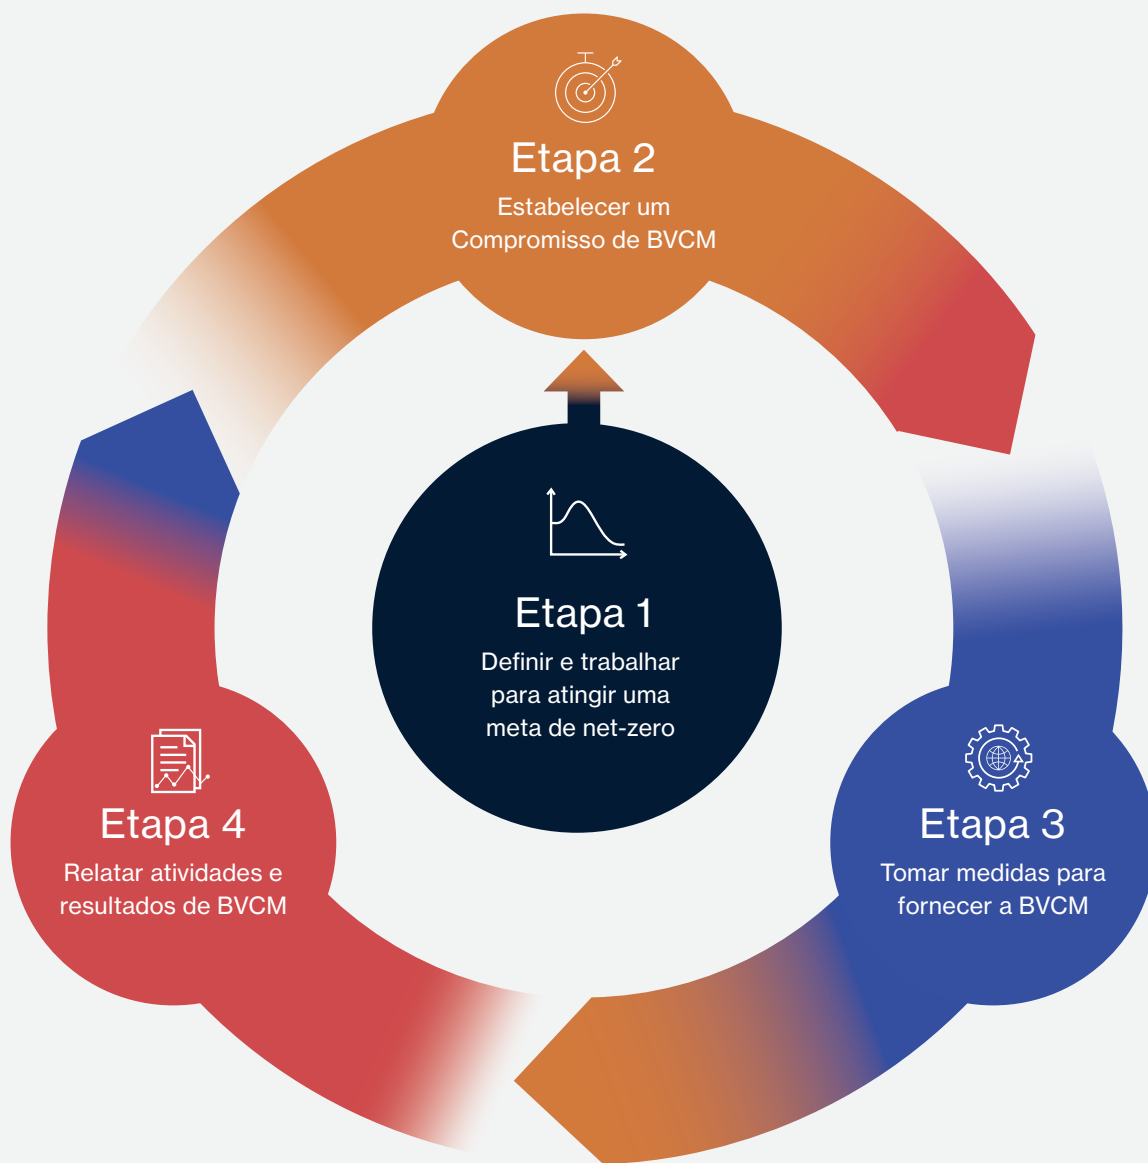 Etapa 2
Estabelecer um
Compromisso de BVCM
Etapa 1
Definir e trabalhar
para atingir uma
meta de net-zero
Etapa 4
Relatar atividades e
resultados de BVCM
Etapa 3
Tomar medidas para
fornecer a BVCM